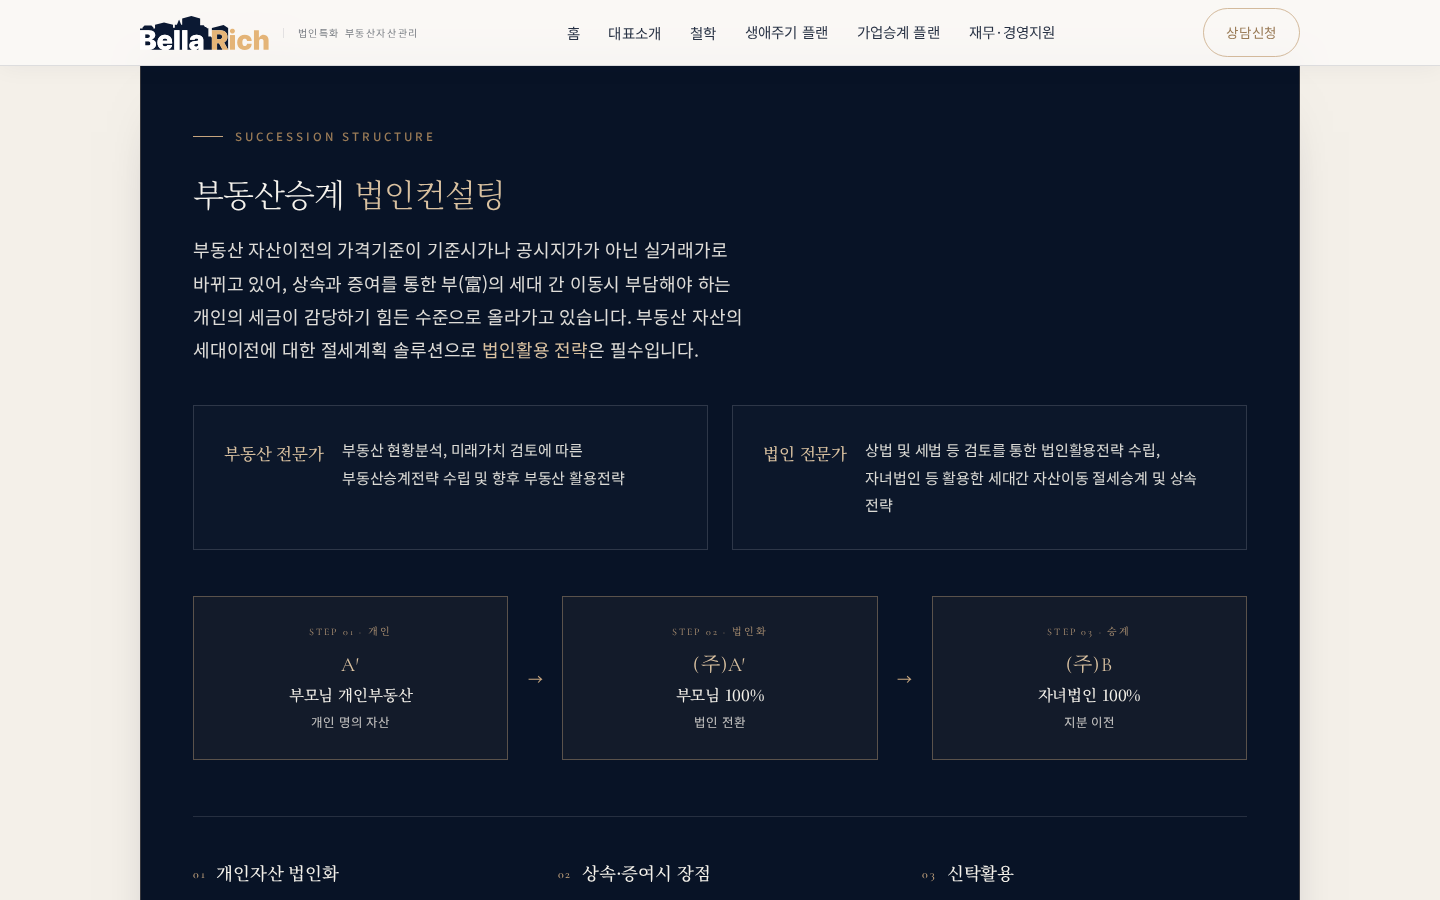 Bella Rich
법인특화 부동산자산관리
홈
대표소개
철학
생애주기 플랜
가업승계 플랜
재무·경영지원
상담신청
SUCCESSION STRUCTURE
부동산승계 법인컨설팅
부동산 자산이전의 가격기준이 기준시가나 공시지가가 아닌 실거래가로
바뀌고 있어, 상속과 증여를 통한 부(富)의 세대 간 이동시 부담해야 하는
개인의 세금이 감당하기 힘든 수준으로 올라가고 있습니다. 부동산 자산의
세대이전에 대한 절세계획 솔루션으로 법인활용 전략은 필수입니다.
부동산 전문가
부동산 현황분석, 미래가치 검토에 따른
부동산승계전략 수립 및 향후 부동산 활용전략
법인 전문가
상법 및 세법 등 검토를 통한 법인활용전략 수립,
자녀법인 등 활용한 세대간 자산이동 절세승계 및 상속
전략
STEP 01 · 개인
A′
부모님 개인부동산
개인 명의 자산
→
STEP 02 · 법인화
(주)A′
부모님 100%
법인 전환
→
STEP 03 · 승계
(주)B
자녀법인 100%
지분 이전
01 개인자산 법인화
02 상속·증여시 장점
03 신탁활용